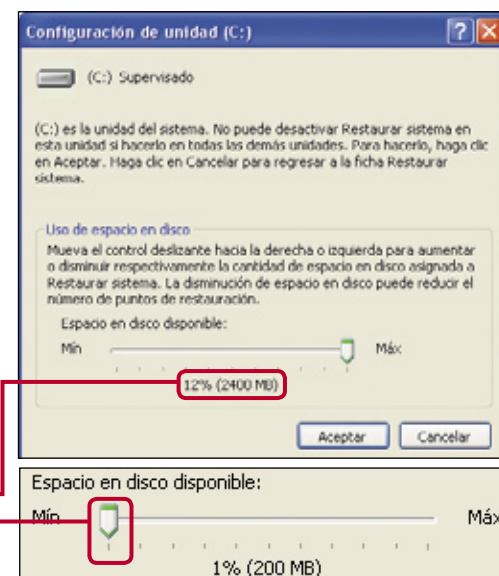 Configuración de unidad (C:)
(C:) Supervisado
(C:) es la unidad del sistema. No puede desactivar Restaurar sistema en
esta unidad si hacerlo en todas las demás unidades. Para hacerlo, haga clic
en Aceptar. Haga clic en Cancelar para regresar a la ficha Restaurar
sistema.
Uso de espacio en disco
Mueva el control deslizante hacia la derecha o izquierda para aumentar
o disminuir respectivamente la cantidad de espacio en disco asignada a
Restaurar sistema. La disminución de espacio en disco puede reducir el
número de puntos de restauración.
Espacio en disco disponible:
Mín Máx
12% (2400 MB)
Aceptar Cancelar
Espacio en disco disponible:
Mín Máx
1% (200 MB)